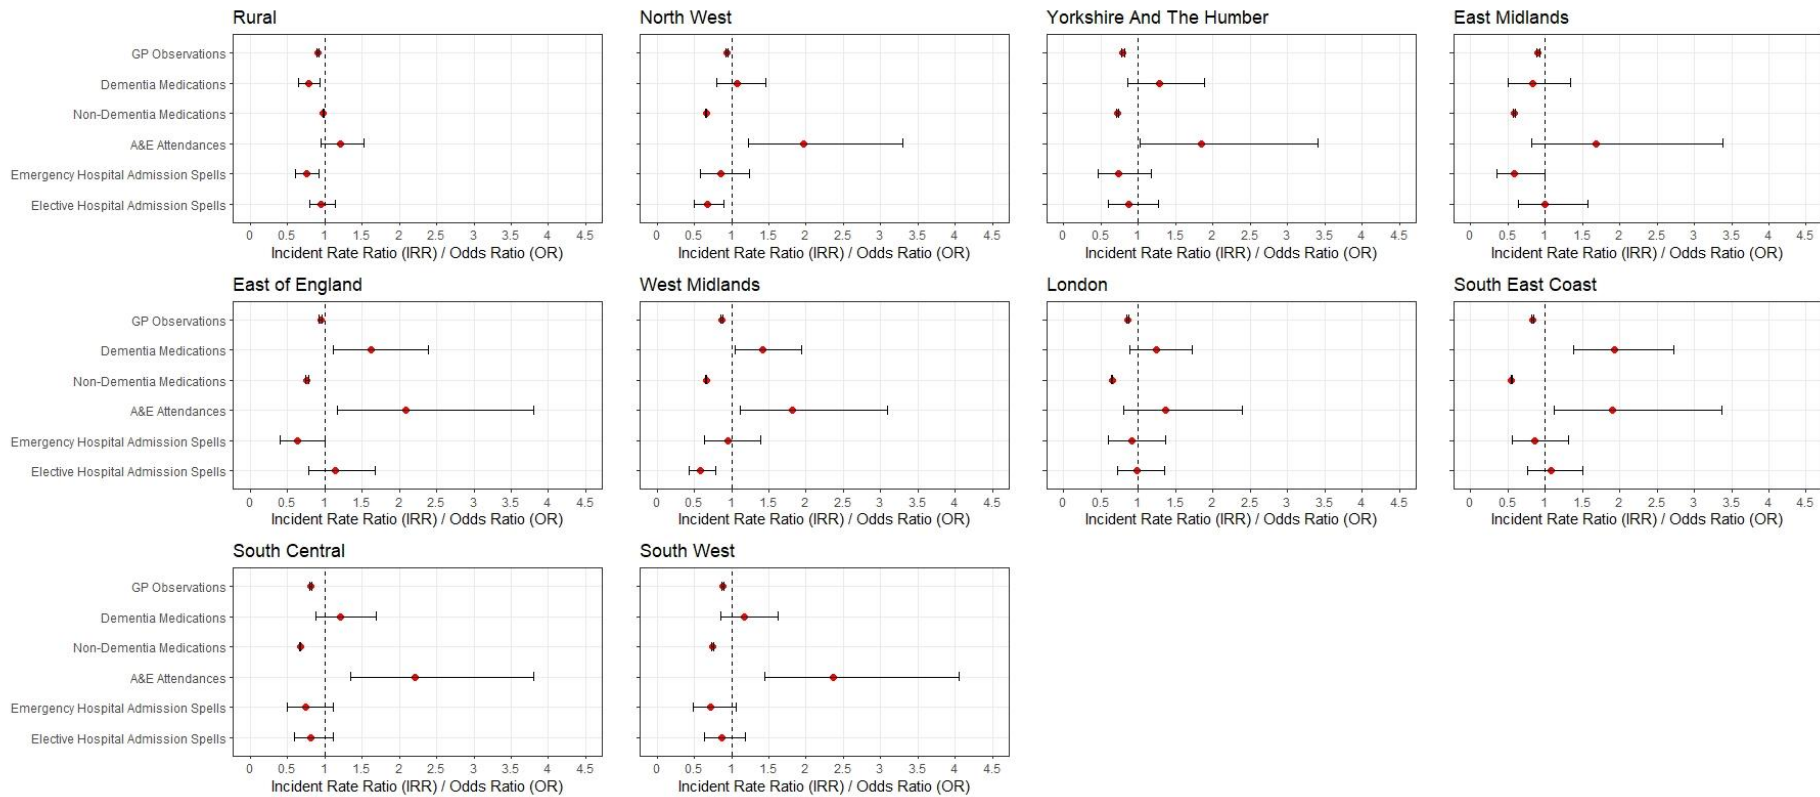 Rural
North West
Yorkshire And The Humber
East Midlands
GP Observations
Dementia Medications
Non-Dementia Medications
A&E Attendances
Emergency Hospital Admission Spells
Elective Hospital Admission Spells
0 0.5 1 1.5 2 2.5 3 3.5 4 4.5
0 0.5 1 1.5 2 2.5 3 3.5 4 4.5
0 0.5 1 1.5 2 2.5 3 3.5 4 4.5
0 0.5 1 1.5 2 2.5 3 3.5 4 4.5
Incident Rate Ratio (IRR) / Odds Ratio (OR)
Incident Rate Ratio (IRR) / Odds Ratio (OR)
Incident Rate Ratio (IRR) / Odds Ratio (OR)
Incident Rate Ratio (IRR) / Odds Ratio (OR)
East of England
West Midlands
London
South East Coast
GP Observations
Dementia Medications
Non-Dementia Medications
A&E Attendances
Emergency Hospital Admission Spells
Elective Hospital Admission Spells
0 0.5 1 1.5 2 2.5 3 3.5 4 4.5
0 0.5 1 1.5 2 2.5 3 3.5 4 4.5
0 0.5 1 1.5 2 2.5 3 3.5 4 4.5
0 0.5 1 1.5 2 2.5 3 3.5 4 4.5
Incident Rate Ratio (IRR) / Odds Ratio (OR)
Incident Rate Ratio (IRR) / Odds Ratio (OR)
Incident Rate Ratio (IRR) / Odds Ratio (OR)
Incident Rate Ratio (IRR) / Odds Ratio (OR)
South Central
South West
GP Observations
Dementia Medications
Non-Dementia Medications
A&E Attendances
Emergency Hospital Admission Spells
Elective Hospital Admission Spells
0 0.5 1 1.5 2 2.5 3 3.5 4 4.5
0 0.5 1 1.5 2 2.5 3 3.5 4 4.5
Incident Rate Ratio (IRR) / Odds Ratio (OR)
Incident Rate Ratio (IRR) / Odds Ratio (OR)